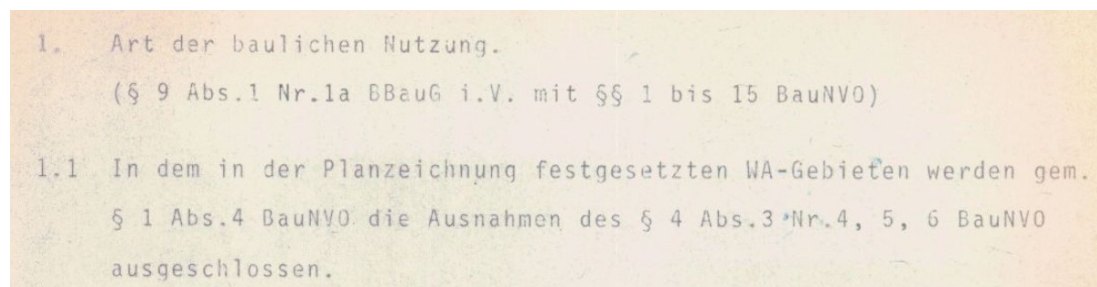 1. Art der baulichen Nutzung.
(§ 9 Abs.1 Nr.1a BBauG i.V. mit §§ 1 bis 15 BauNVO)
1.1 In dem in der Planzeichnung festgesetzten WA-Gebieten werden gem.
§ 1 Abs.4 BauNVO die Ausnahmen des § 4 Abs.3 Nr.4, 5, 6 BauNVO
ausgeschlossen.